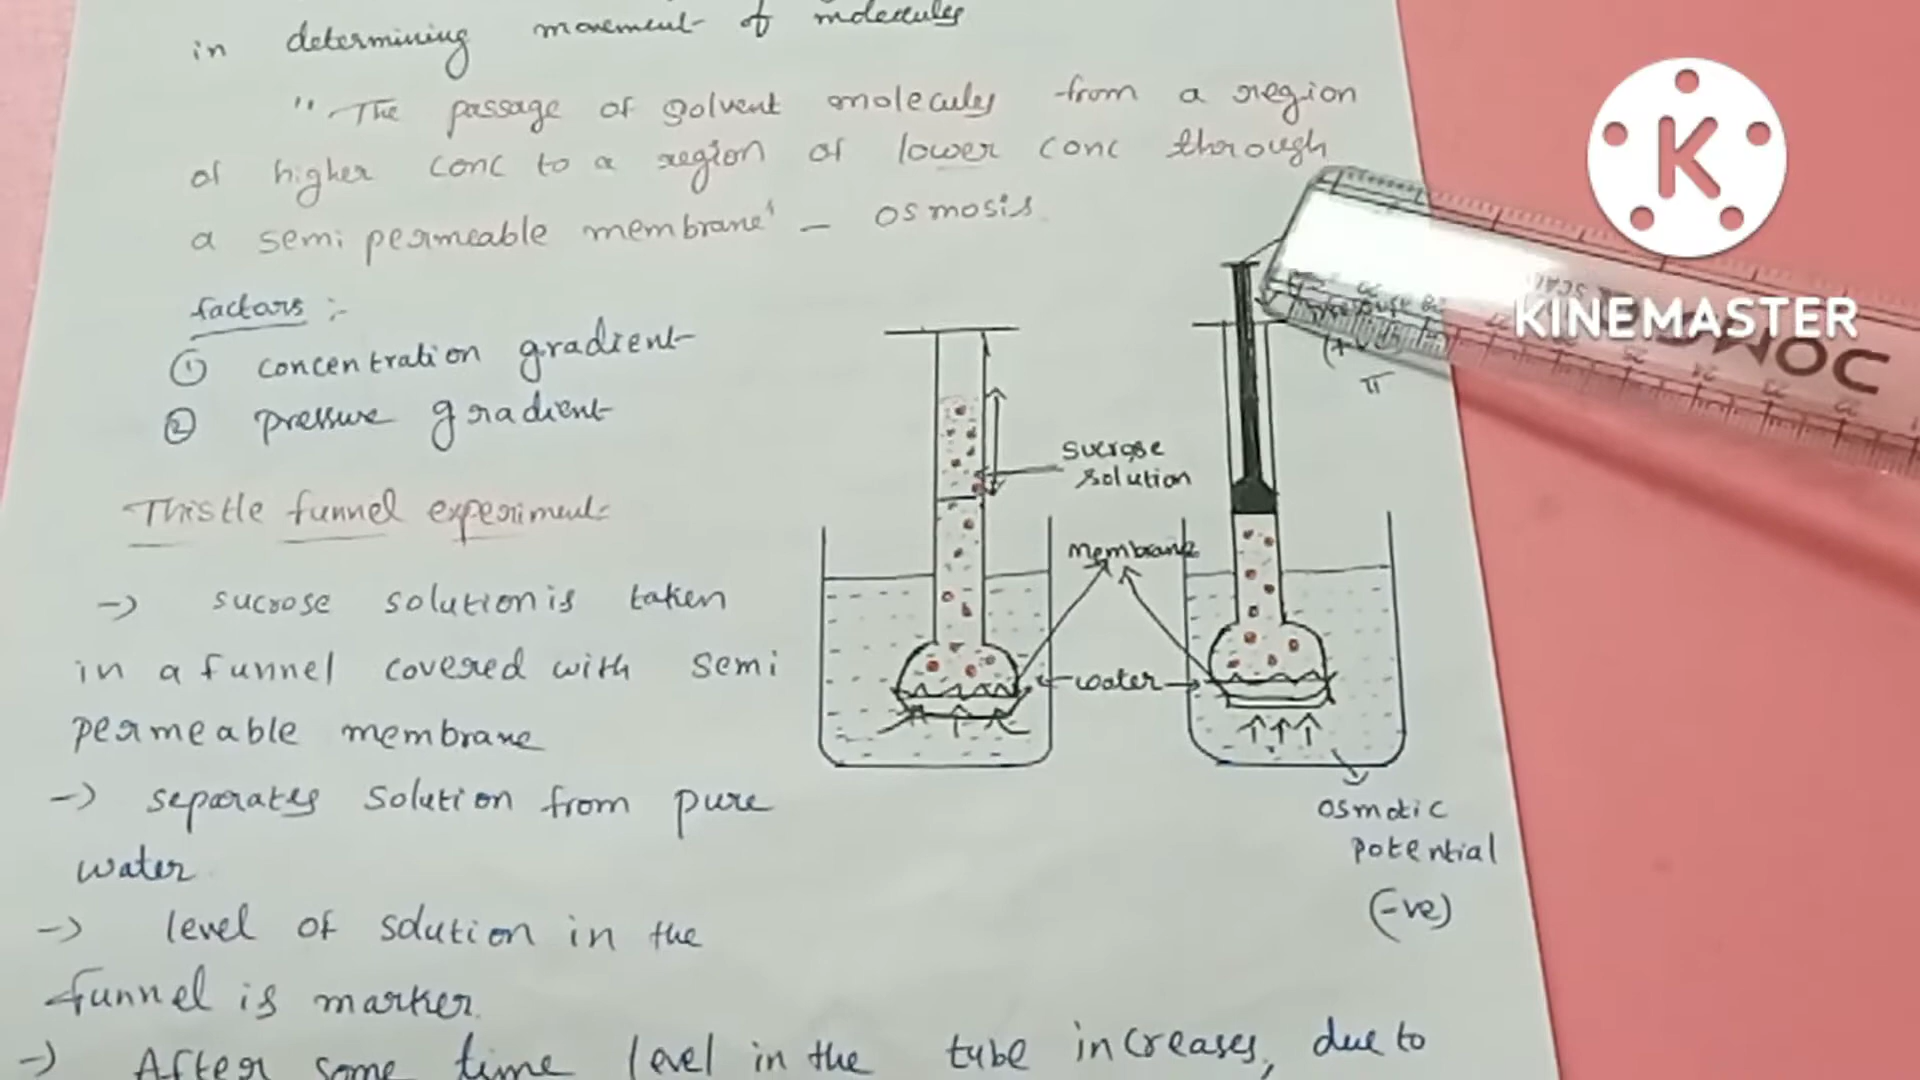 in determining movement of molecules
"The passage of solvent molecules from a region
of higher conc to a region of lower conc through
a semi permeable membrane" - osmosis
factors :-
① concentration gradient
② pressure gradient
Thistle funnel experiment
-> sucrose solution is taken
in a funnel covered with semi
permeable membrane
-> separates solution from pure
water
-> level of solution in the
funnel is marker
-> After some time level in the tube increases, due to
sucrose
solution
membrane
water
(+ve)
π
osmotic
potential
(-ve)
K
KINEMASTER
DOMS